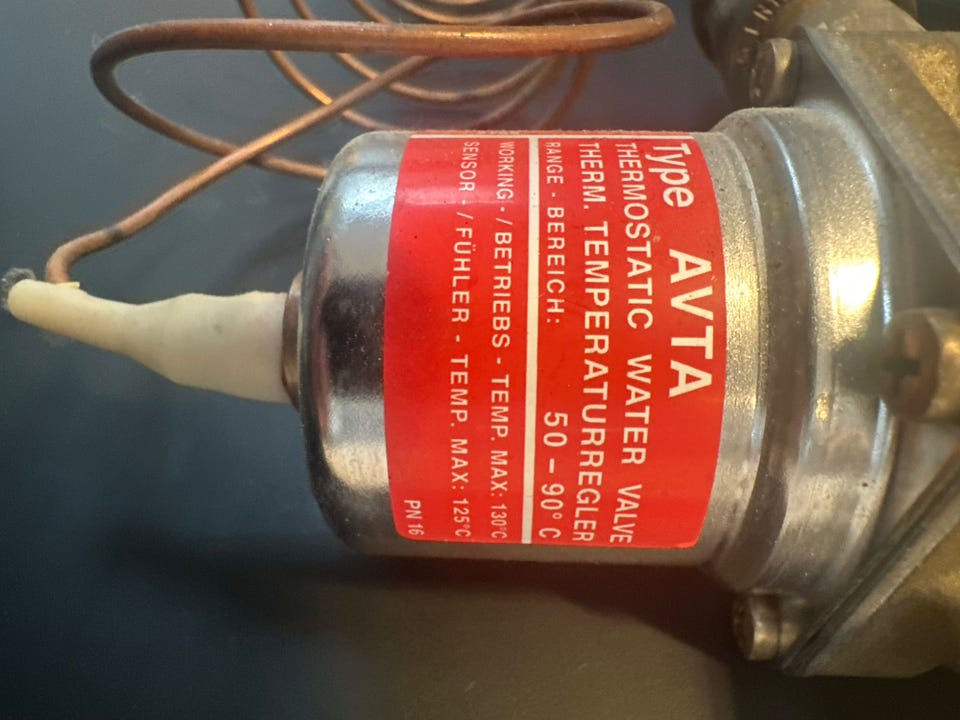 Type AVTA
THERMOSTATIC WATER VALVE
THERM. TEMPERATURREGLER
RANGE - BEREICH: 50 – 90° C
WORKING - / BETRIEBS - TEMP. MAX: 130°C
SENSOR - / FÜHLER - TEMP. MAX: 125°C
PN 16